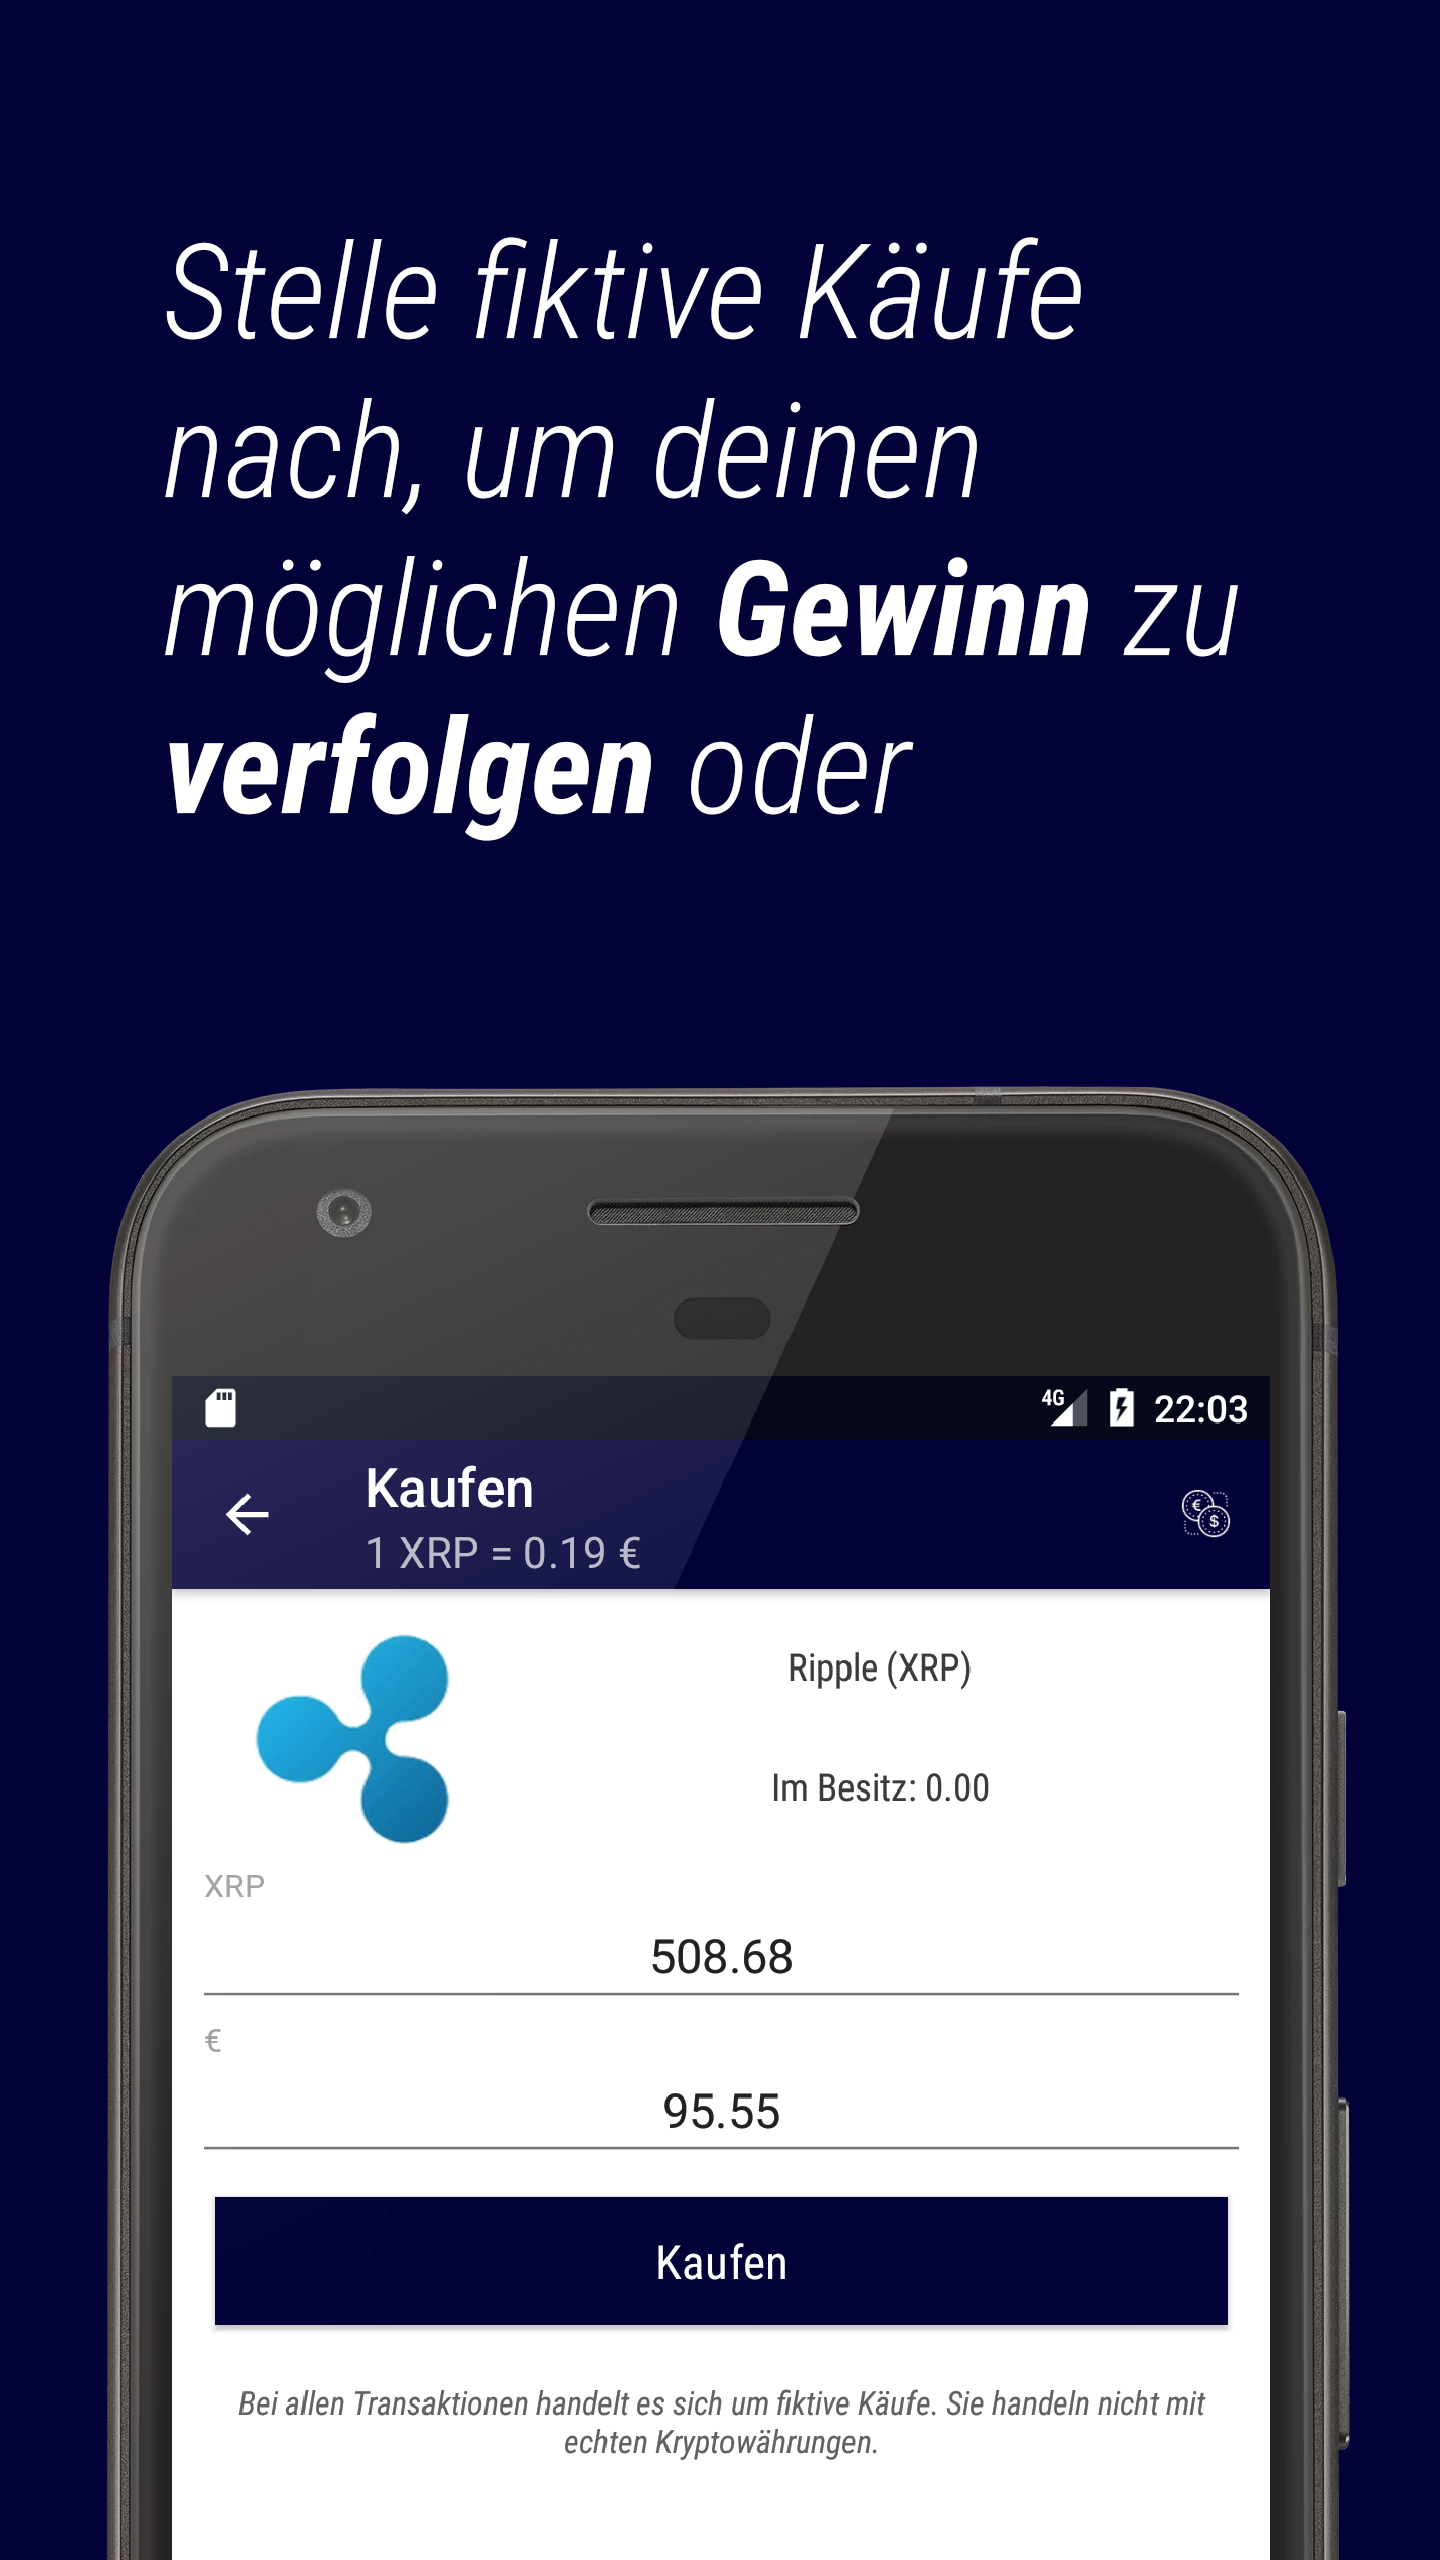 Stelle fiktive Käufe
nach, um deinen
möglichen Gewinn zu
verfolgen oder
4G 22:03
Kaufen
1 XRP = 0.19 €
€ $
Ripple (XRP)
Im Besitz: 0.00
XRP
508.68
€
95.55
Kaufen
Bei allen Transaktionen handelt es sich um fiktive Käufe. Sie handeln nicht mit
echten Kryptowährungen.